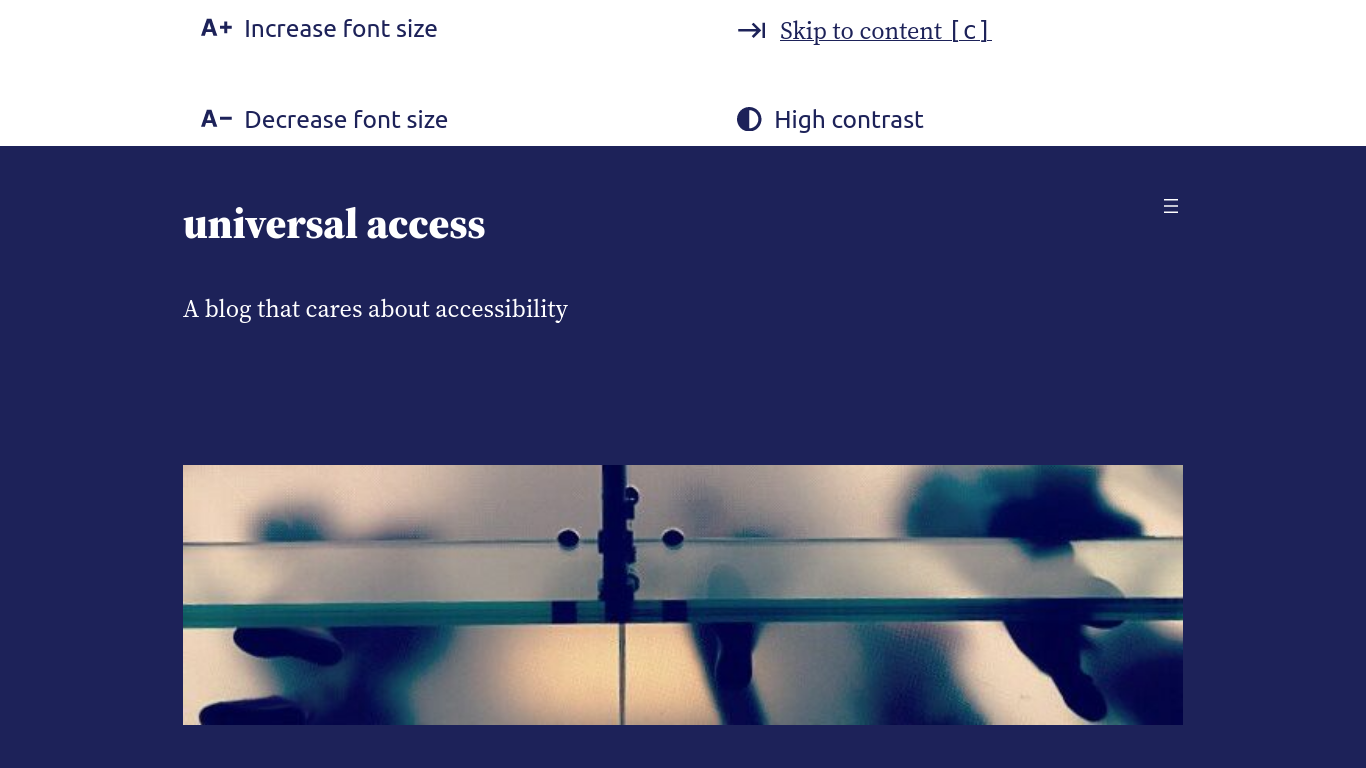 A+ Increase font size
Skip to content [c]
A− Decrease font size
High contrast
universal access
A blog that cares about accessibility